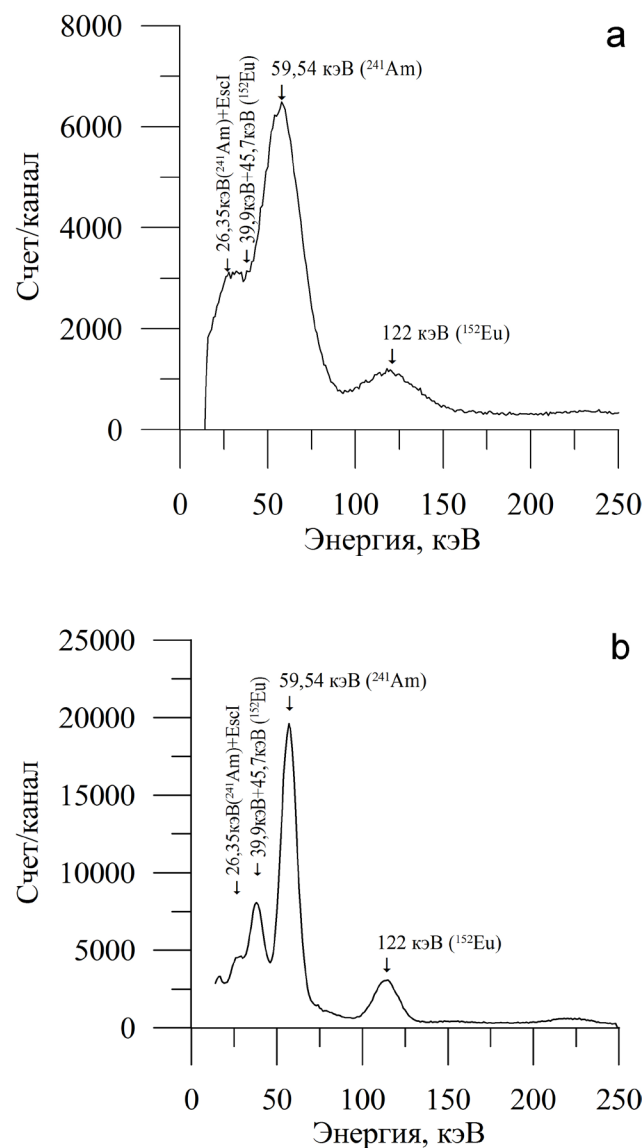 a
8000
6000
4000
2000
0
Счет/канал
26,35кэВ(²⁴¹Am)+EscI
39,9кэВ+45,7кэВ (¹⁵²Eu)
59,54 кэВ (²⁴¹Am)
122 кэВ (¹⁵²Eu)
0 50 100 150 200 250
Энергия, кэВ
b
25000
20000
15000
10000
5000
0
Счет/канал
26,35кэВ(²⁴¹Am)+EscI
39,9кэВ+45,7кэВ (¹⁵²Eu)
59,54 кэВ (²⁴¹Am)
122 кэВ (¹⁵²Eu)
0 50 100 150 200 250
Энергия, кэВ